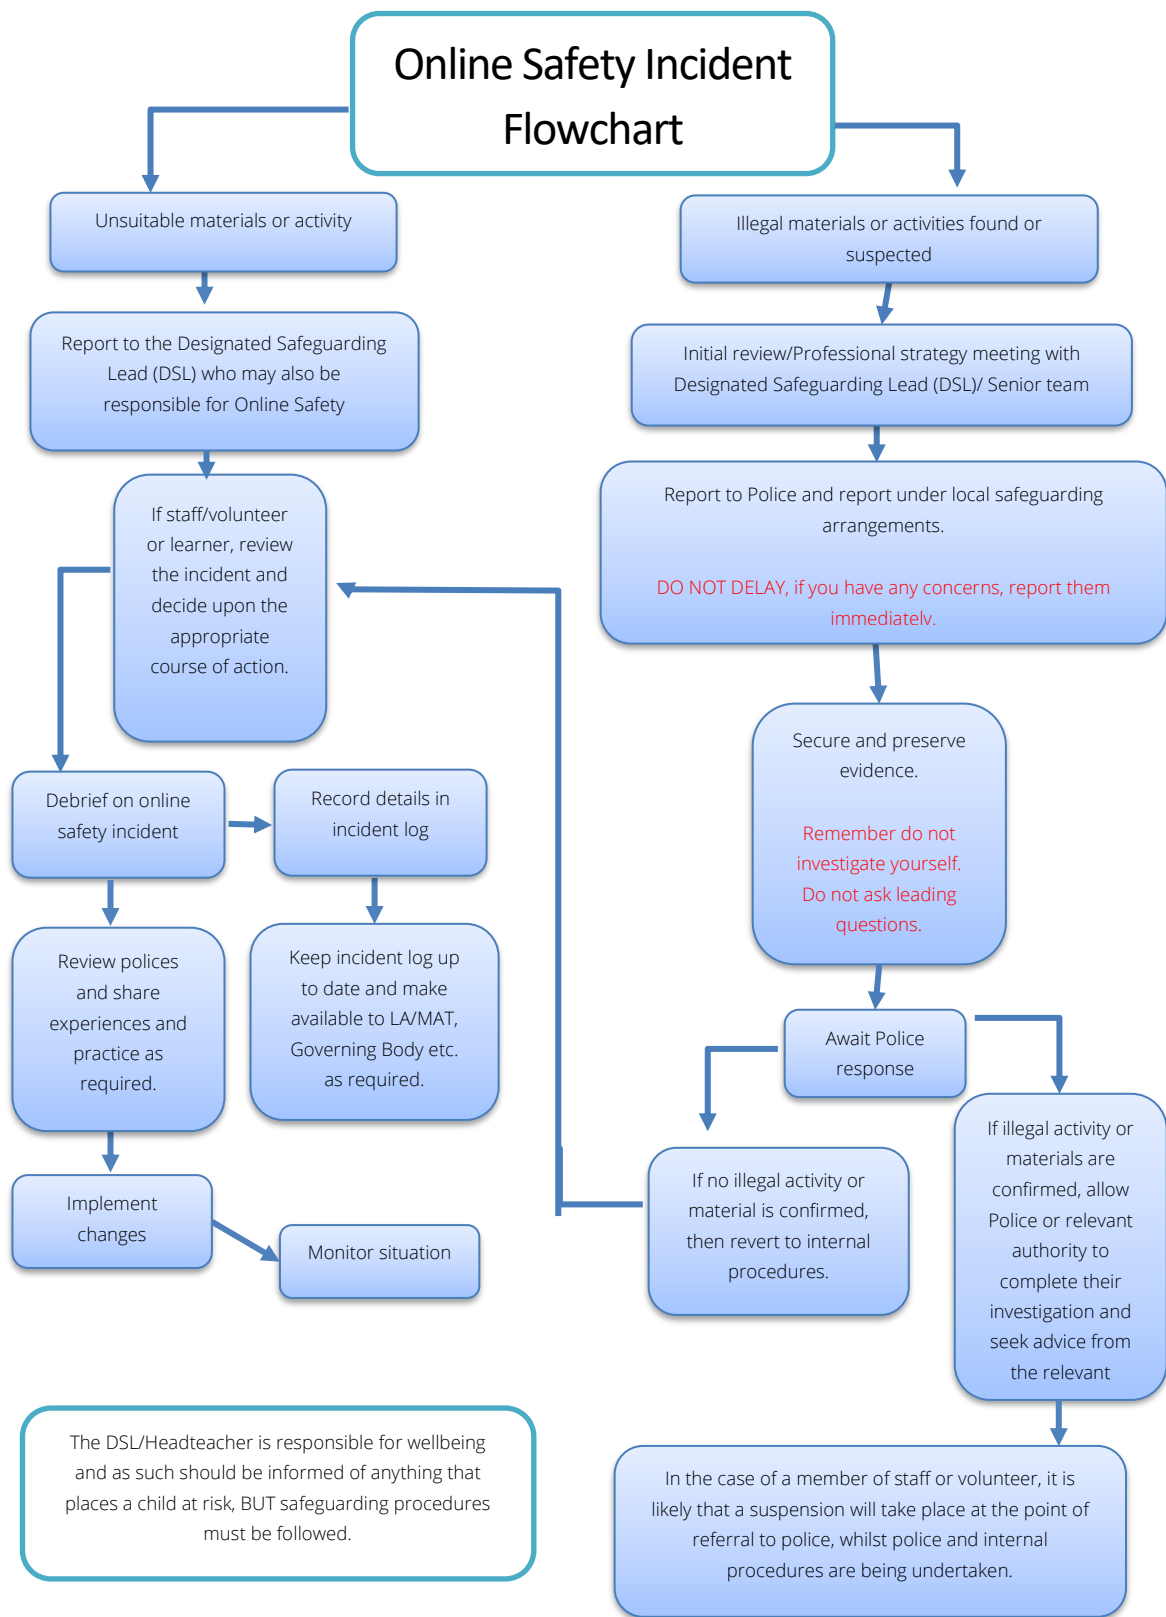 Online Safety Incident
Flowchart
Unsuitable materials or activity
Report to the Designated Safeguarding
Lead (DSL) who may also be
responsible for Online Safety
If staff/volunteer
or learner, review
the incident and
decide upon the
appropriate
course of action.
Debrief on online
safety incident
Record details in
incident log
Review polices
and share
experiences and
practice as
required.
Keep incident log up
to date and make
available to LA/MAT,
Governing Body etc.
as required.
Implement
changes
Monitor situation
Illegal materials or activities found or
suspected
Initial review/Professional strategy meeting with
Designated Safeguarding Lead (DSL)/ Senior team
Report to Police and report under local safeguarding
arrangements.
DO NOT DELAY, if you have any concerns, report them
immediately.
Secure and preserve
evidence.
Remember do not
investigate yourself.
Do not ask leading
questions.
Await Police
response
If no illegal activity or
material is confirmed,
then revert to internal
procedures.
If illegal activity or
materials are
confirmed, allow
Police or relevant
authority to
complete their
investigation and
seek advice from
the relevant
In the case of a member of staff or volunteer, it is
likely that a suspension will take place at the point of
referral to police, whilst police and internal
procedures are being undertaken.
The DSL/Headteacher is responsible for wellbeing
and as such should be informed of anything that
places a child at risk, BUT safeguarding procedures
must be followed.